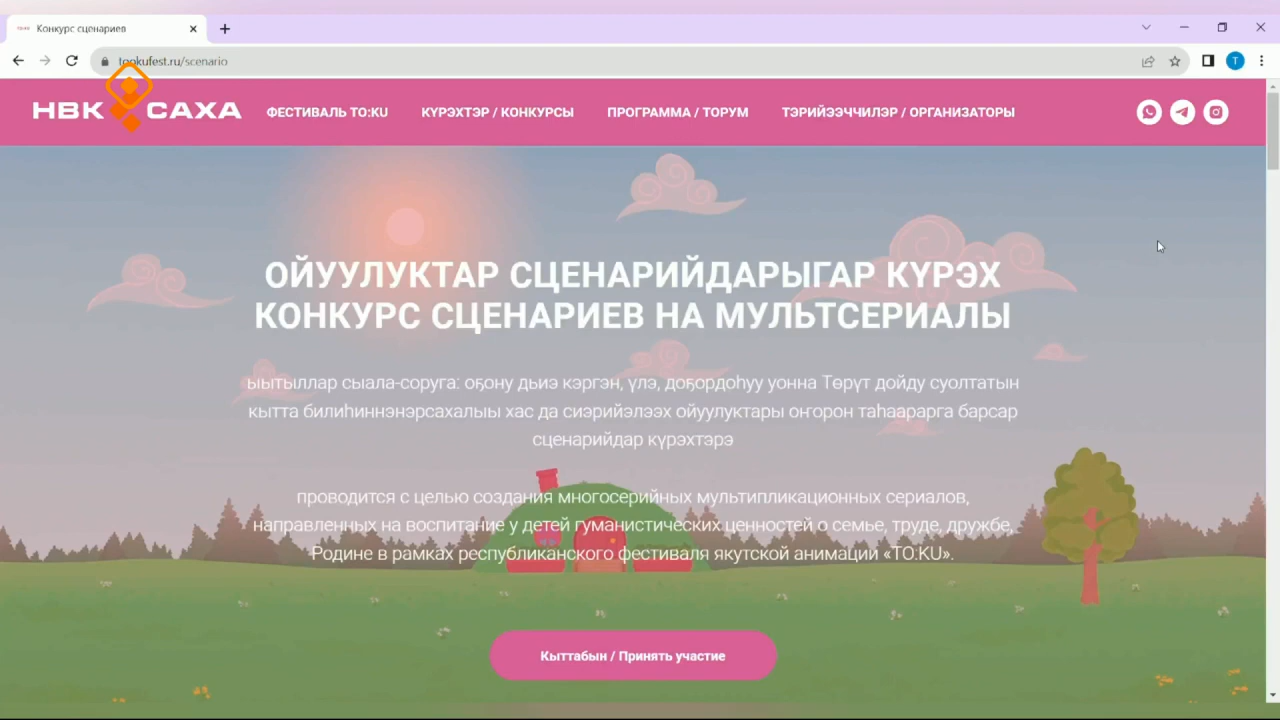 Конкурс сценариев
tookufest.ru/scenario
НВК САХА
ФЕСТИВАЛЬ TO:KU
КҮРЭХТЭР / КОНКУРСЫ
ПРОГРАММА / ТОРУМ
ТЭРИЙЭЭЧЧИЛЭР / ОРГАНИЗАТОРЫ
ОЙУУЛУКТАР СЦЕНАРИЙДАРЫГАР КҮРЭХ
КОНКУРС СЦЕНАРИЕВ НА МУЛЬТСЕРИАЛЫ
ыытыллар сыала-соруга: оҕону дьиэ кэргэн, үлэ, доҕордоһуу уонна Төрүт дойду суолтатын
кытта билиһиннэнэрсахалыы хас да сиэрийэлээх ойуулуктары оҥорон таһаарарга барсар
сценарийдар күрэхтэрэ
проводится с целью создания многосерийных мультипликационных сериалов,
направленных на воспитание у детей гуманистических ценностей о семье, труде, дружбе,
Родине в рамках республиканского фестиваля якутской анимации «TO:KU».
Кыттабын / Принять участие